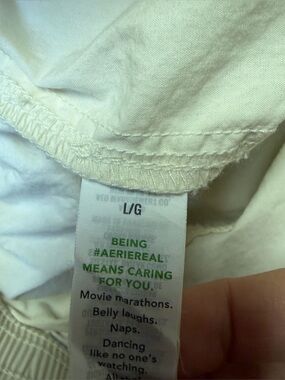 L/G
BEING
#AERIEREAL
MEANS CARING
FOR YOU.
Movie marathons.
Belly laughs.
Naps.
Dancing
like no one's
watching.